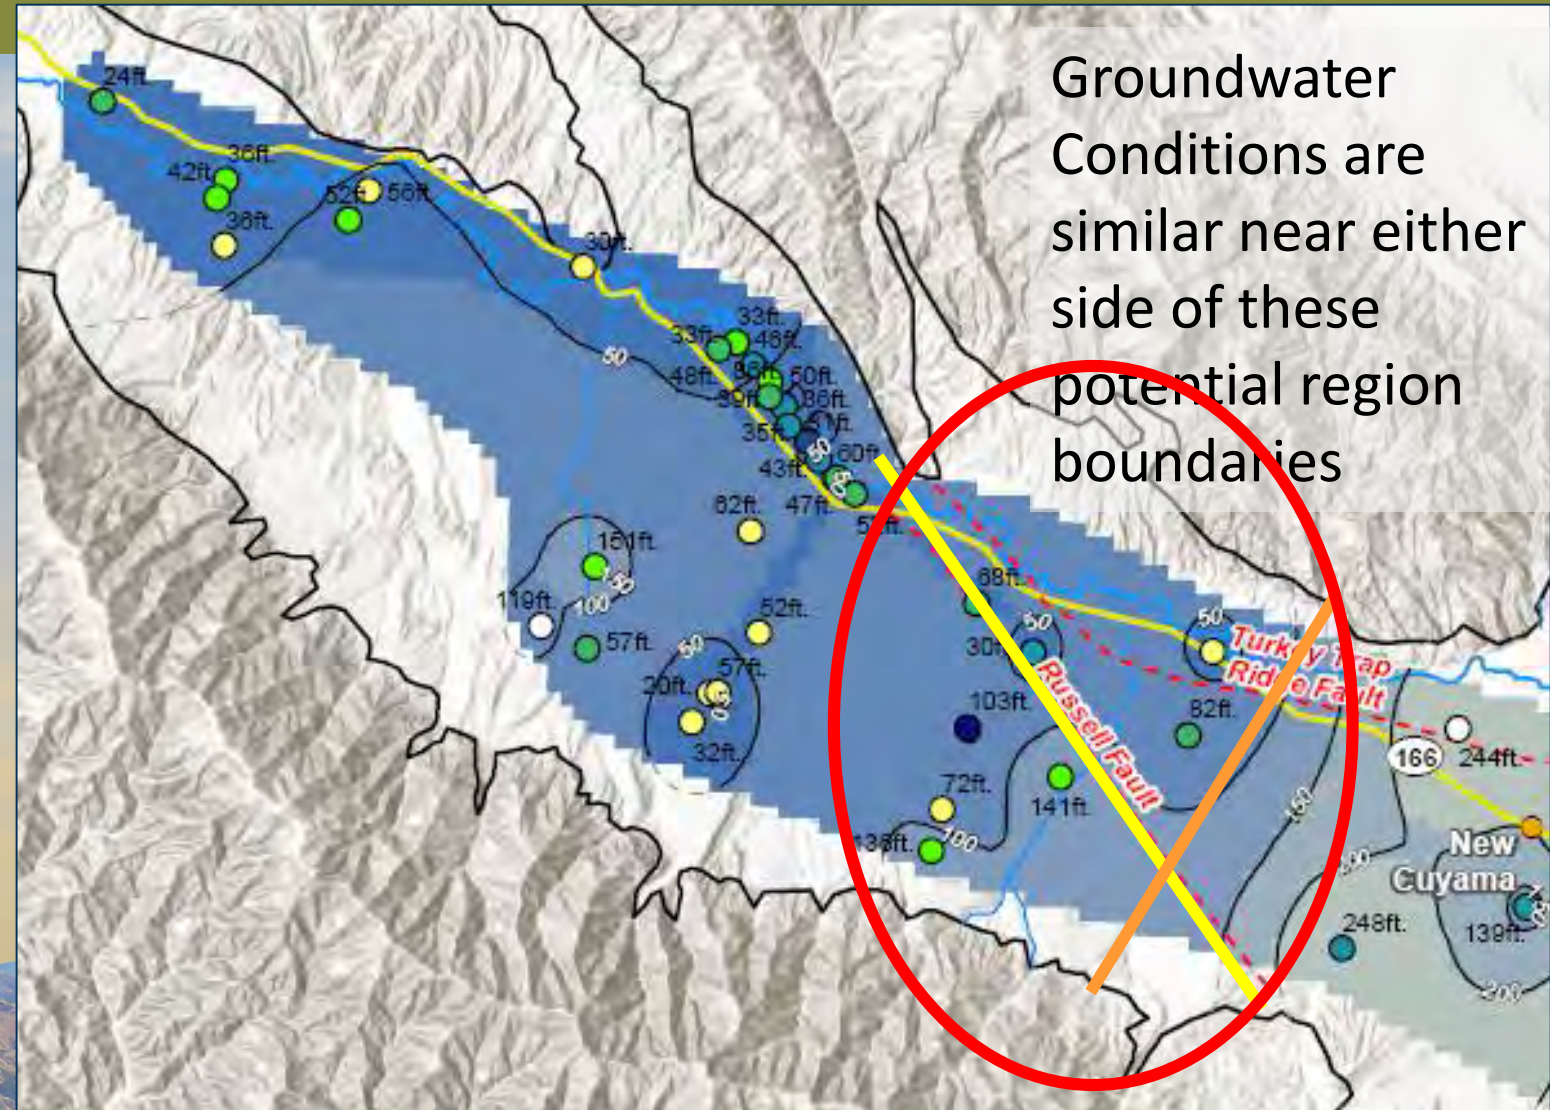 Groundwater
Conditions are
similar near either
side of these
potential region
boundaries
24ft.
36ft.
42ft.
36ft.
52ft.
56ft.
30ft.
50
33ft.
33ft.
46ft.
48ft.
50ft.
39ft.
36ft.
35ft.
50
60ft.
43ft.
47ft.
62ft.
151ft.
100
119ft.
57ft.
52ft.
50
57ft.
20ft.
32ft.
68ft.
50
50
103ft.
72ft.
141ft.
100
Russell Fault
Turkey Trap
Ridge Fault
82ft.
166
244ft.
150
New
Cuyama
248ft.
139ft.
200